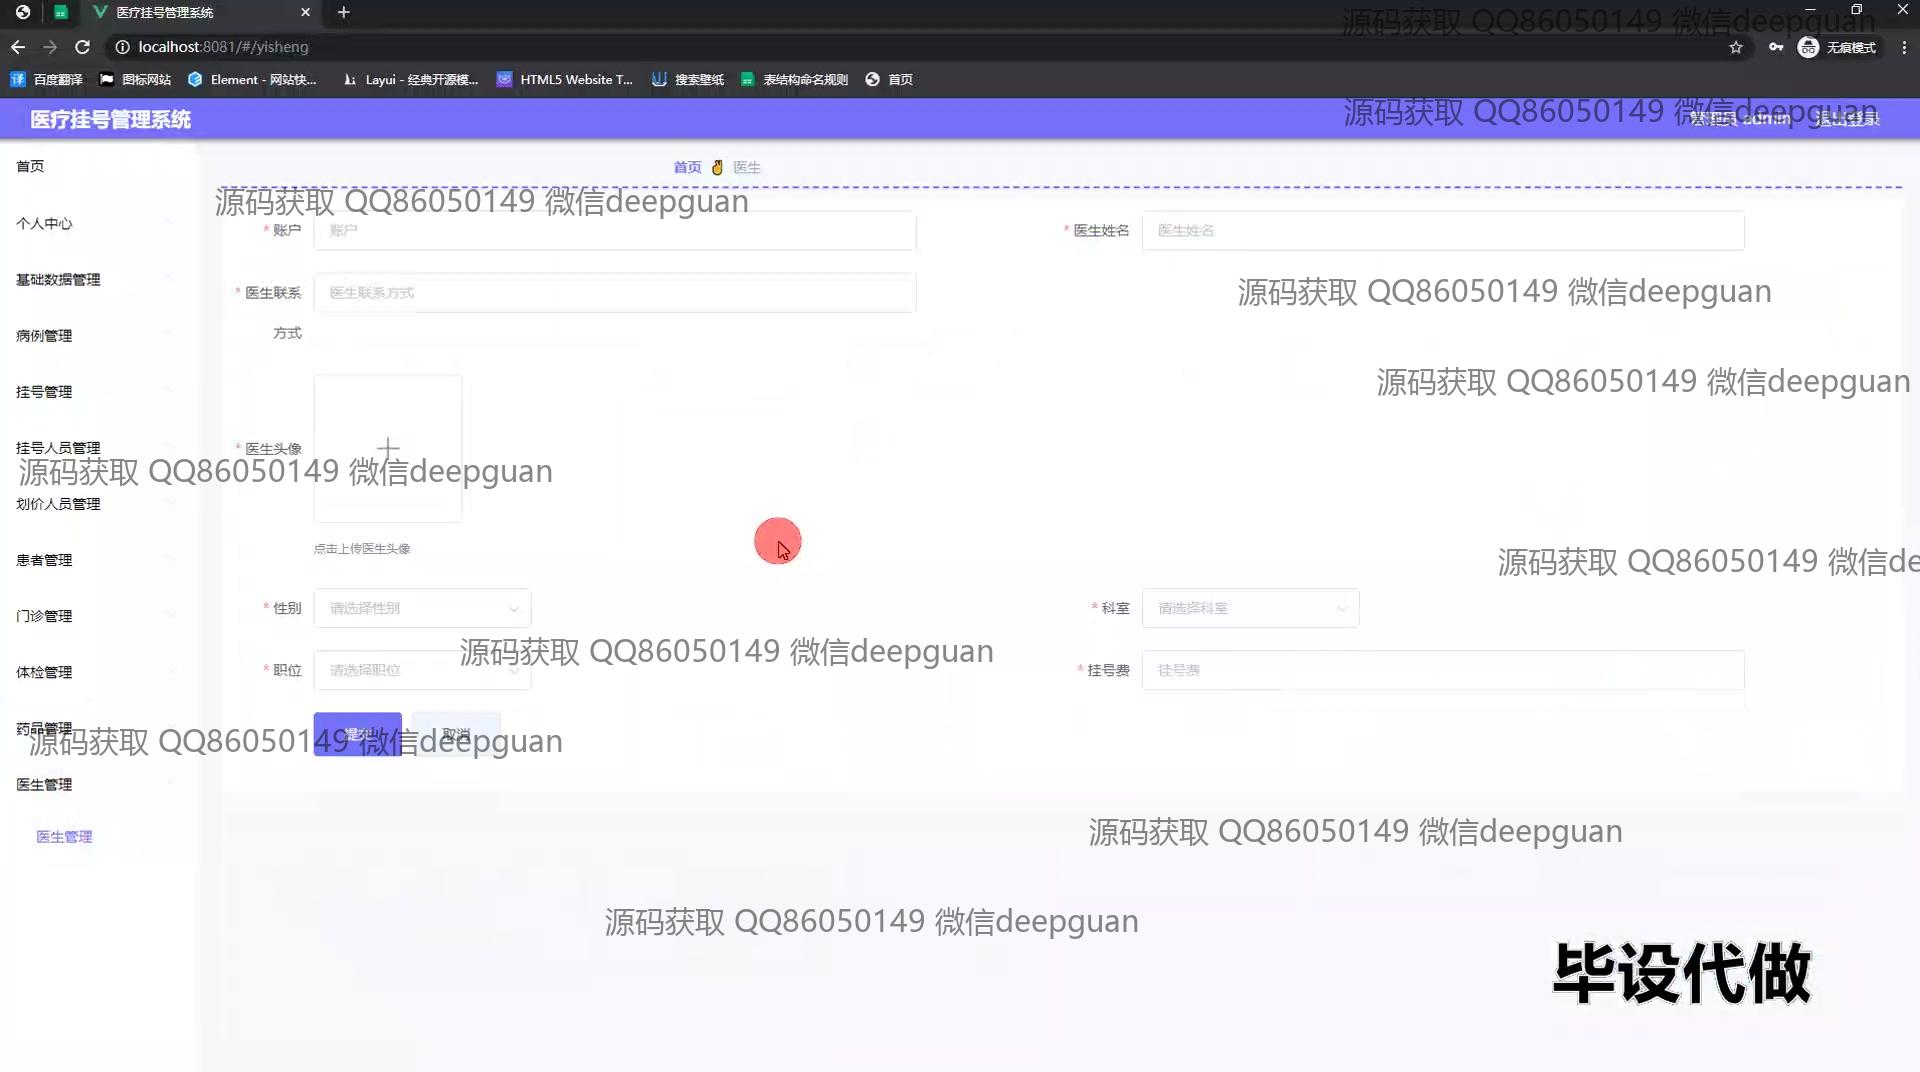 医疗挂号管理系统
localhost:8081/#/yisheng
无痕模式
百度翻译
图标网站
Element - 网站快...
Layui - 经典开源模...
HTML5 Website T...
搜索壁纸
表结构命名规则
首页
源码获取 QQ86050149 微信deepguan
医疗挂号管理系统
管理员 admin
退出登录
源码获取 QQ86050149 微信deepguan
首页
个人中心
基础数据管理
病例管理
挂号管理
挂号人员管理
划价人员管理
患者管理
门诊管理
体检管理
药品管理
医生管理
医生管理
首页 医生
源码获取 QQ86050149 微信deepguan
* 账户 账户
* 医生姓名 医生姓名
源码获取 QQ86050149 微信deepguan
* 医生联系方式 医生联系方式
源码获取 QQ86050149 微信deepguan
* 医生头像
源码获取 QQ86050149 微信deepguan
点击上传医生头像
源码获取 QQ86050149 微信de
* 性别 请选择性别
* 科室 请选择科室
源码获取 QQ86050149 微信deepguan
* 职位 请选择职位
* 挂号费 挂号费
提交 取消
源码获取 QQ86050149 微信deepguan
源码获取 QQ86050149 微信deepguan
源码获取 QQ86050149 微信deepguan
毕设代做